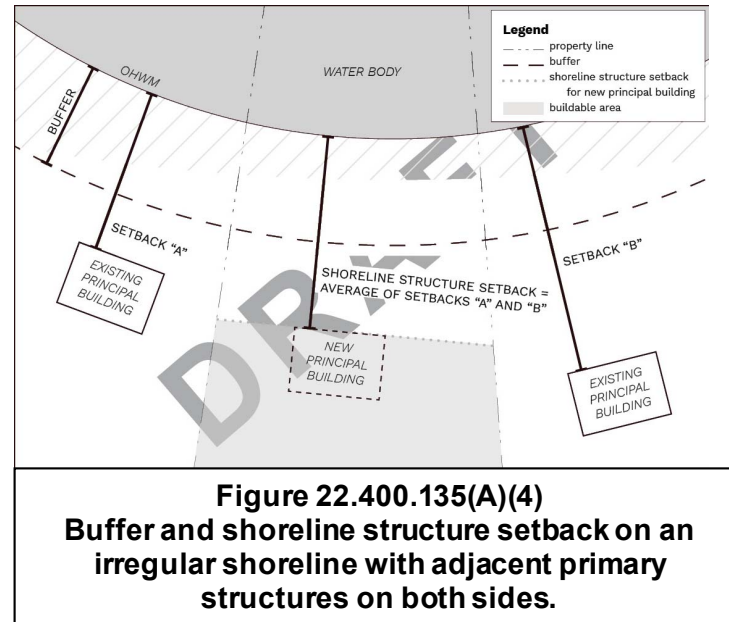 Legend
property line
buffer
shoreline structure setback
for new principal building
buildable area
OHWM
WATER BODY
BUFFER
SETBACK "A"
SETBACK "B"
EXISTING
PRINCIPAL
BUILDING
SHORELINE STRUCTURE SETBACK =
AVERAGE OF SETBACKS "A" AND "B"
NEW
PRINCIPAL
BUILDING
EXISTING
PRINCIPAL
BUILDING
DRAFT
Figure 22.400.135(A)(4)
Buffer and shoreline structure setback on an
irregular shoreline with adjacent primary
structures on both sides.